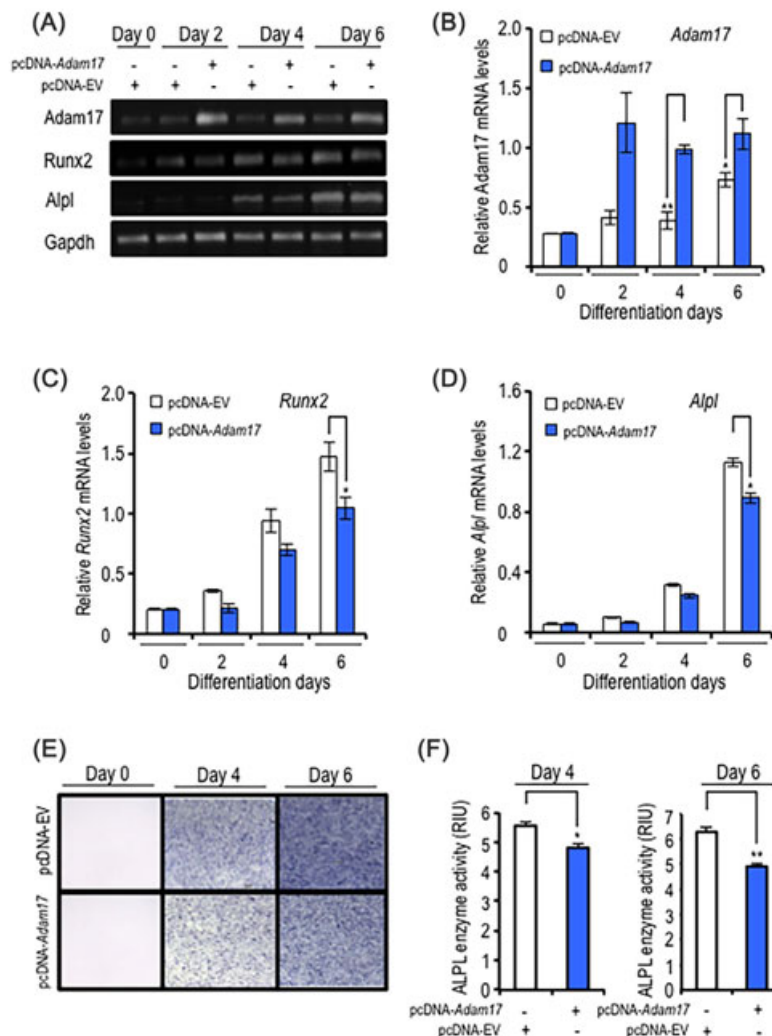 (A)
Day 0 Day 2 Day 4 Day 6
pcDNA-Adam17 - - + - + - +
pcDNA-EV + + - + - + -
Adam17
Runx2
Alpl
Gapdh
(B)
pcDNA-EV Adam17
pcDNA-Adam17
Relative Adam17 mRNA levels
2.0
1.5
1.0
0.5
0
* ** 
0 2 4 6
Differentiation days
(C)
pcDNA-EV Runx2
pcDNA-Adam17
Relative Runx2 mRNA levels
2.0
1.5
1.0
0.5
0
*
0 2 4 6
Differentiation days
(D)
pcDNA-EV Alpl
pcDNA-Adam17
Relative Alpl mRNA levels
1.6
1.2
0.8
0.4
0
*
0 2 4 6
Differentiation days
(E)
Day 0 Day 4 Day 6
pcDNA-EV
pcDNA-Adam17
(F)
Day 4
ALPL enzyme activity (RIU)
6
5
4
3
2
1
0
*
pcDNA-Adam17 - +
pcDNA-EV + -
Day 6
ALPL enzyme activity (RIU)
7
6
5
4
3
2
1
0
**
pcDNA-Adam17 - +
pcDNA-EV + -